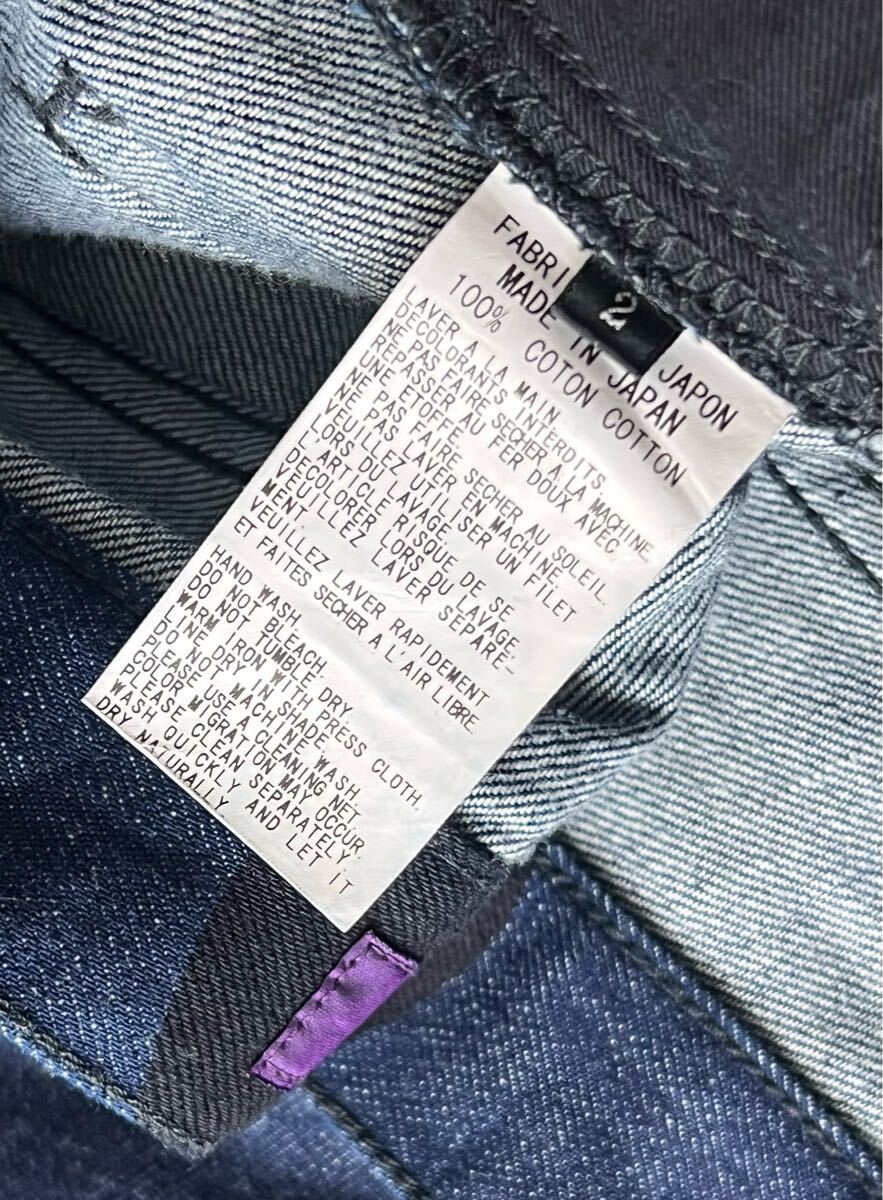 FABRI
2
JAPON
MADE IN JAPAN
100% COTON COTTON
LAVER A LA MAIN.
DECOLORANTS INTERDITS.
NE PAS FAIRE SECHER A LA MACHINE
REPASSER AU FER DOUX AVEC
UNE ETOFFE.
NE PAS FAIRE SECHER AU SOLEIL.
NE PAS LAVER EN MACHINE.
VEUILLEZ UTILISER UN FILET
LORS DU LAVAGE.
L'ARTICLE RISQUE DE SE
DECOLORER LORS DU LAVAGE.
VEUILLEZ LAVER SEPARE-
MENT.
VEUILLEZ LAVER RAPIDEMENT
ET FAITES SECHER A L'AIR LIBRE.
HAND WASH.
DO NOT BLEACH.
DO NOT TUMBLE DRY.
WARM IRON WITH PRESS CLOTH.
LINE DRY IN SHADE.
DO NOT MACHINE WASH.
PLEASE USE A CLEANING NET
COLOR MIGRATION MAY OCCUR.
PLEASE CLEAN SEPARATELY.
WASH QUICKLY AND LET IT
DRY NATURALLY